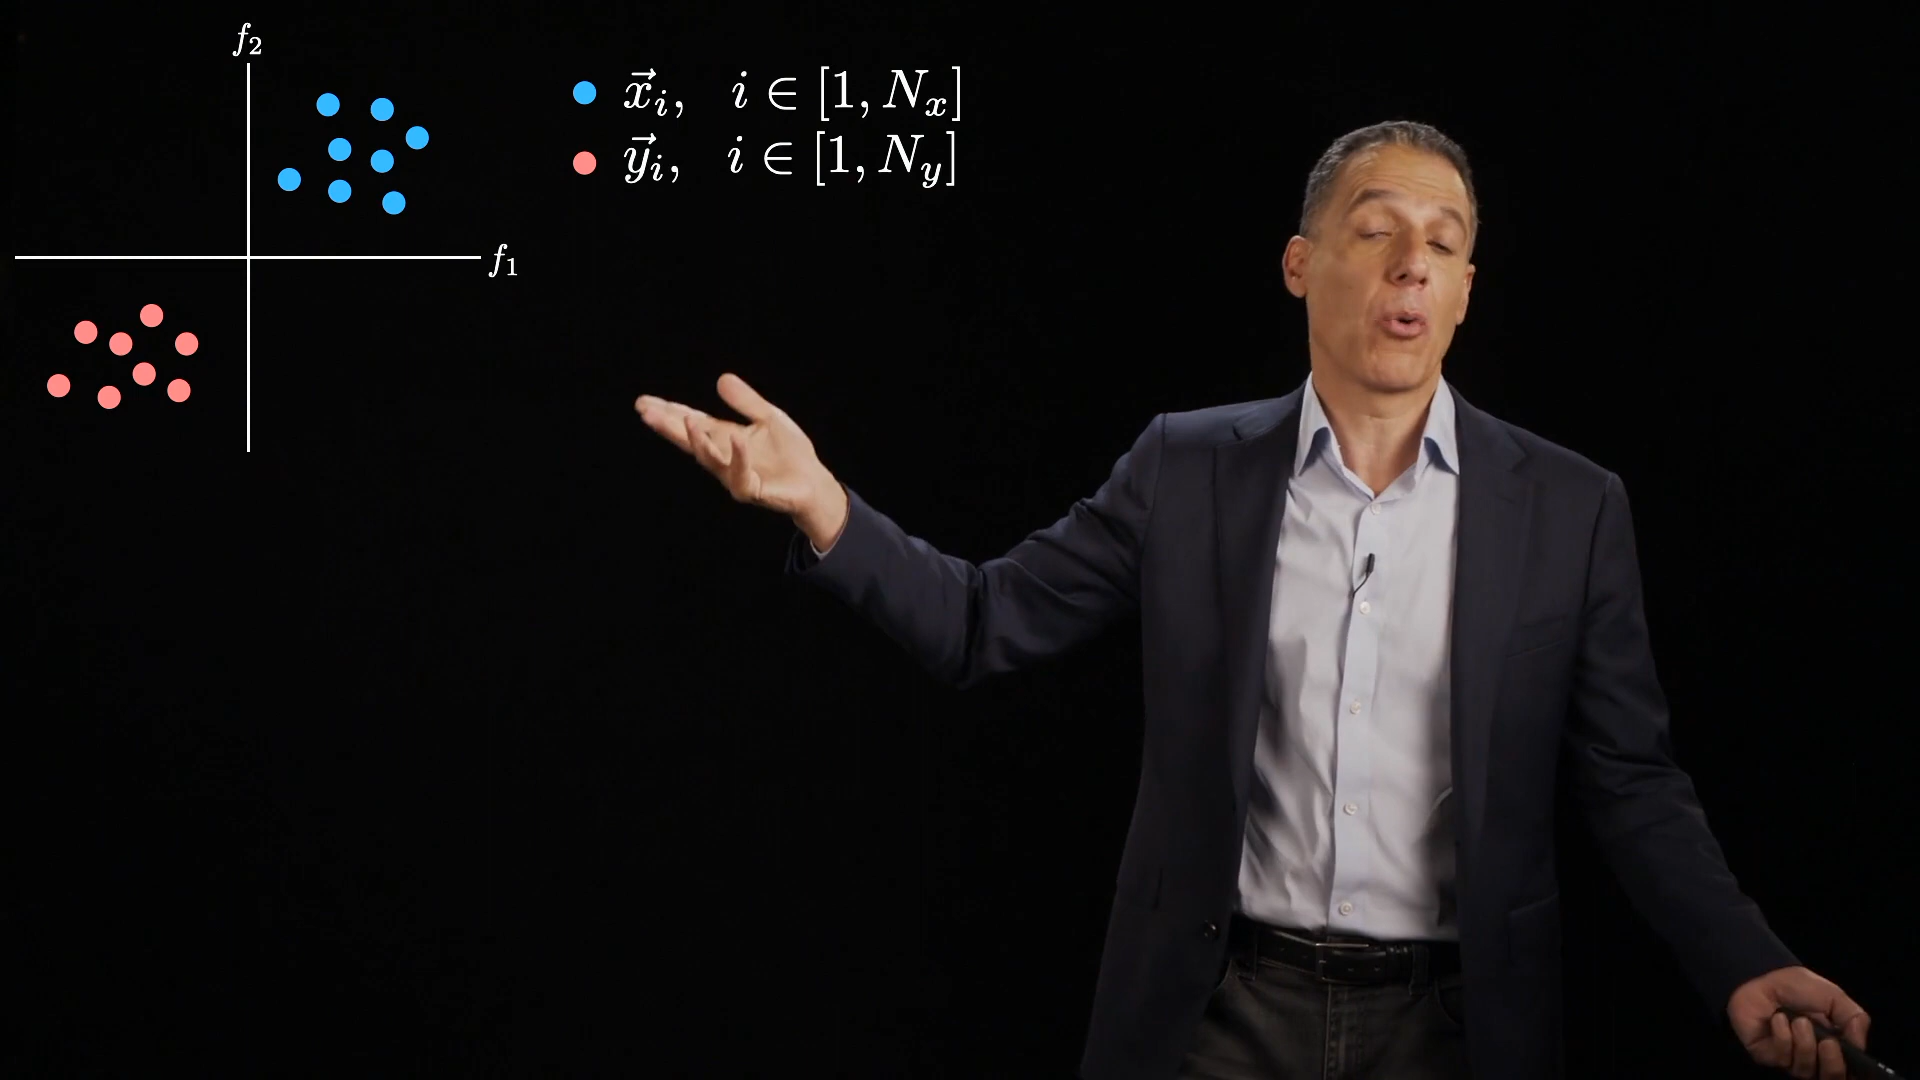 f₂
x⃗ᵢ, i ∈ [1, Nₓ]
y⃗ᵢ, i ∈ [1, N_y]
f₁